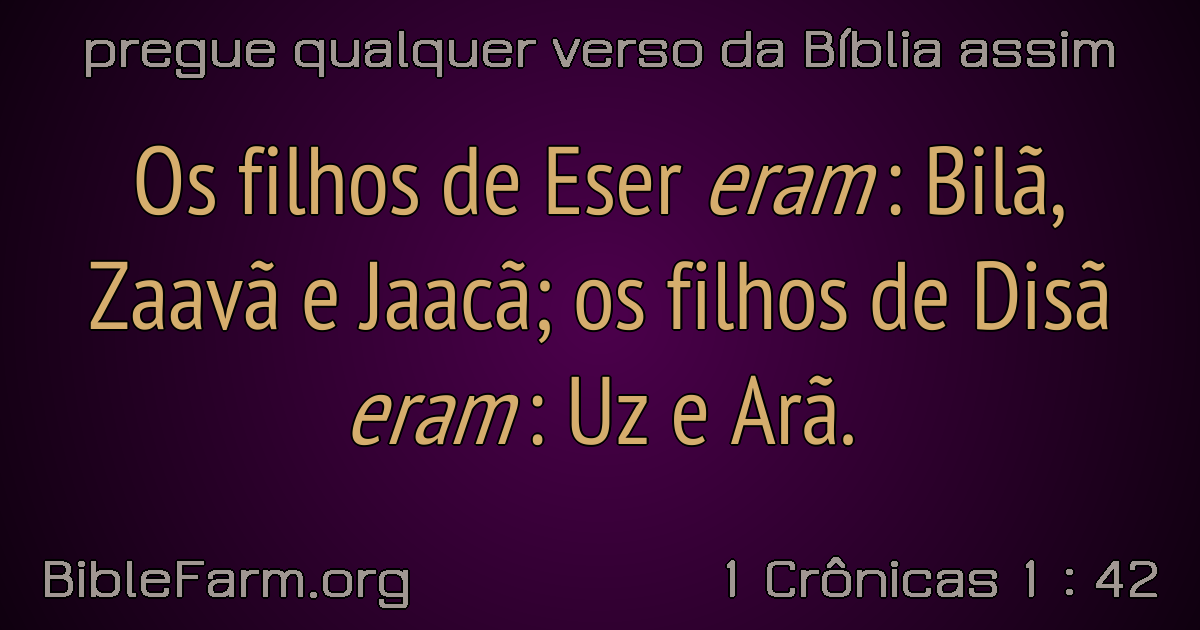 pregue qualquer verso da Bíblia assim
Os filhos de Eser eram: Bilã,
Zaavã e Jaacã; os filhos de Disã
eram: Uz e Arã.
BibleFarm.org
1 Crônicas 1 : 42